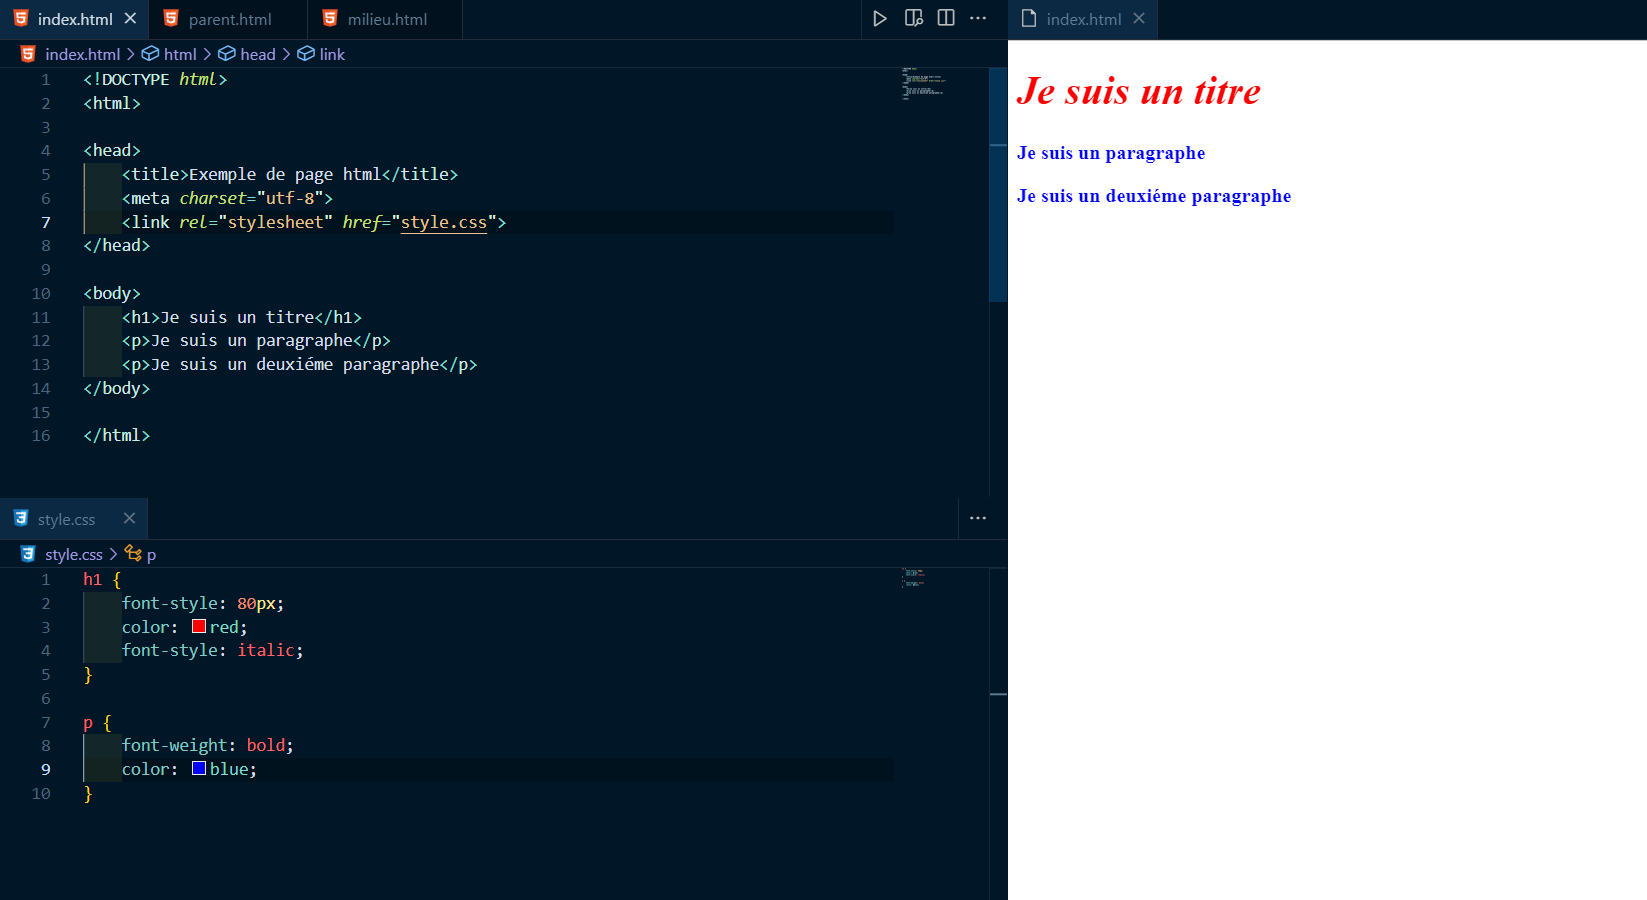 index.html parent.html milieu.html
index.html > html > head > link
1 <!DOCTYPE html>
2 <html>
3
4 <head>
5 <title>Exemple de page html</title>
6 <meta charset="utf-8">
7 <link rel="stylesheet" href="style.css">
8 </head>
9
10 <body>
11 <h1>Je suis un titre</h1>
12 <p>Je suis un paragraphe</p>
13 <p>Je suis un deuxiéme paragraphe</p>
14 </body>
15
16 </html>
style.css
style.css > p
1 h1 {
2 font-style: 80px;
3 color: red;
4 font-style: italic;
5 }
6
7 p {
8 font-weight: bold;
9 color: blue;
10 }
index.html
Je suis un titre
Je suis un paragraphe
Je suis un deuxiéme paragraphe